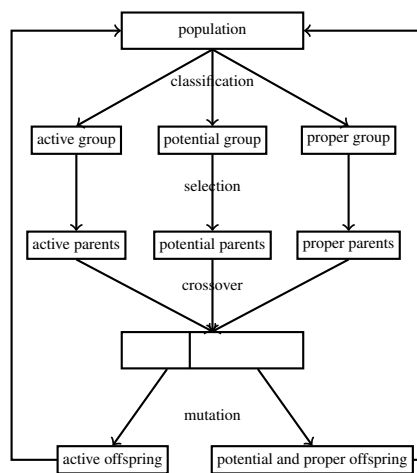 population
classification
active group
potential group
proper group
selection
active parents
potential parents
proper parents
crossover
mutation
active offspring
potential and proper offspring